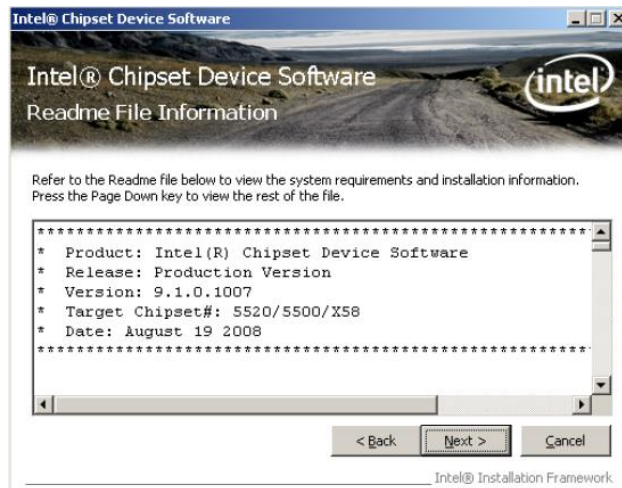 Intel® Chipset Device Software
Intel® Chipset Device Software
intel
Readme File Information
Refer to the Readme file below to view the system requirements and installation information.
Press the Page Down key to view the rest of the file.
********************************************************
* Product: Intel(R) Chipset Device Software
* Release: Production Version
* Version: 9.1.0.1007
* Target Chipset#: 5520/5500/X58
* Date: August 19 2008
********************************************************
< Back Next > Cancel
Intel® Installation Framework